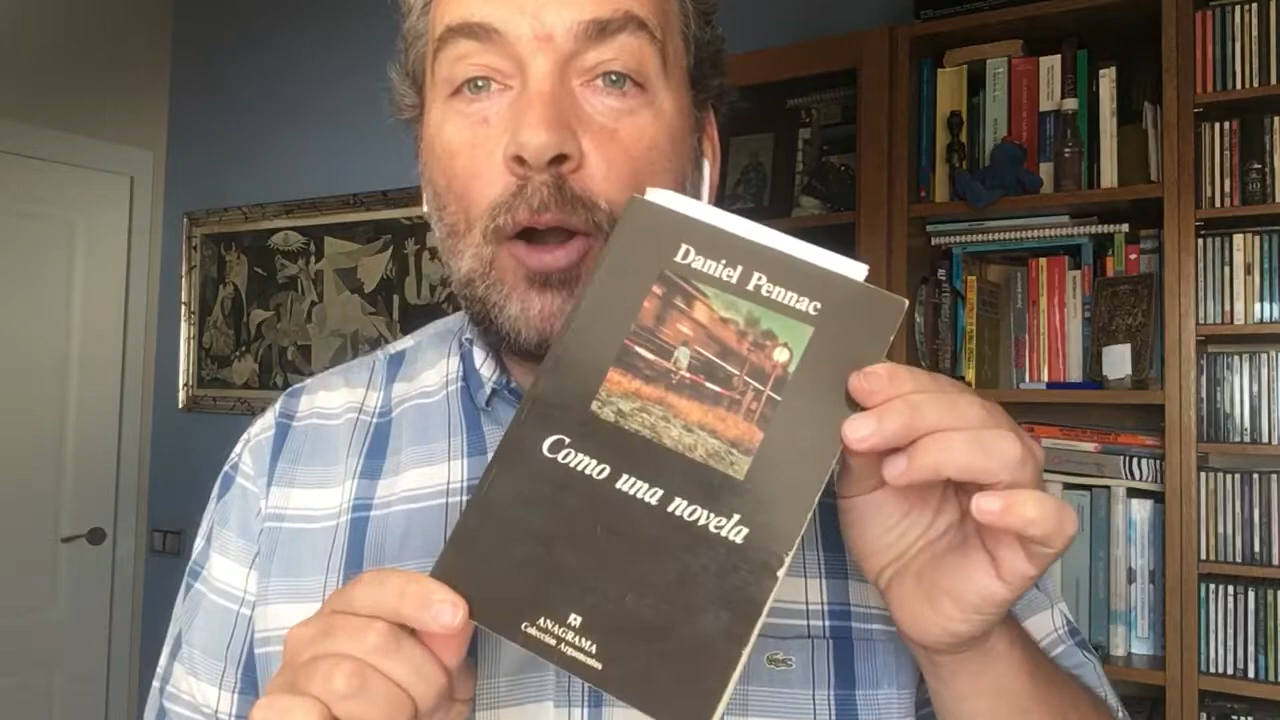 Daniel Pennac
Como una novela
ANAGRAMA
Colección Argumentos